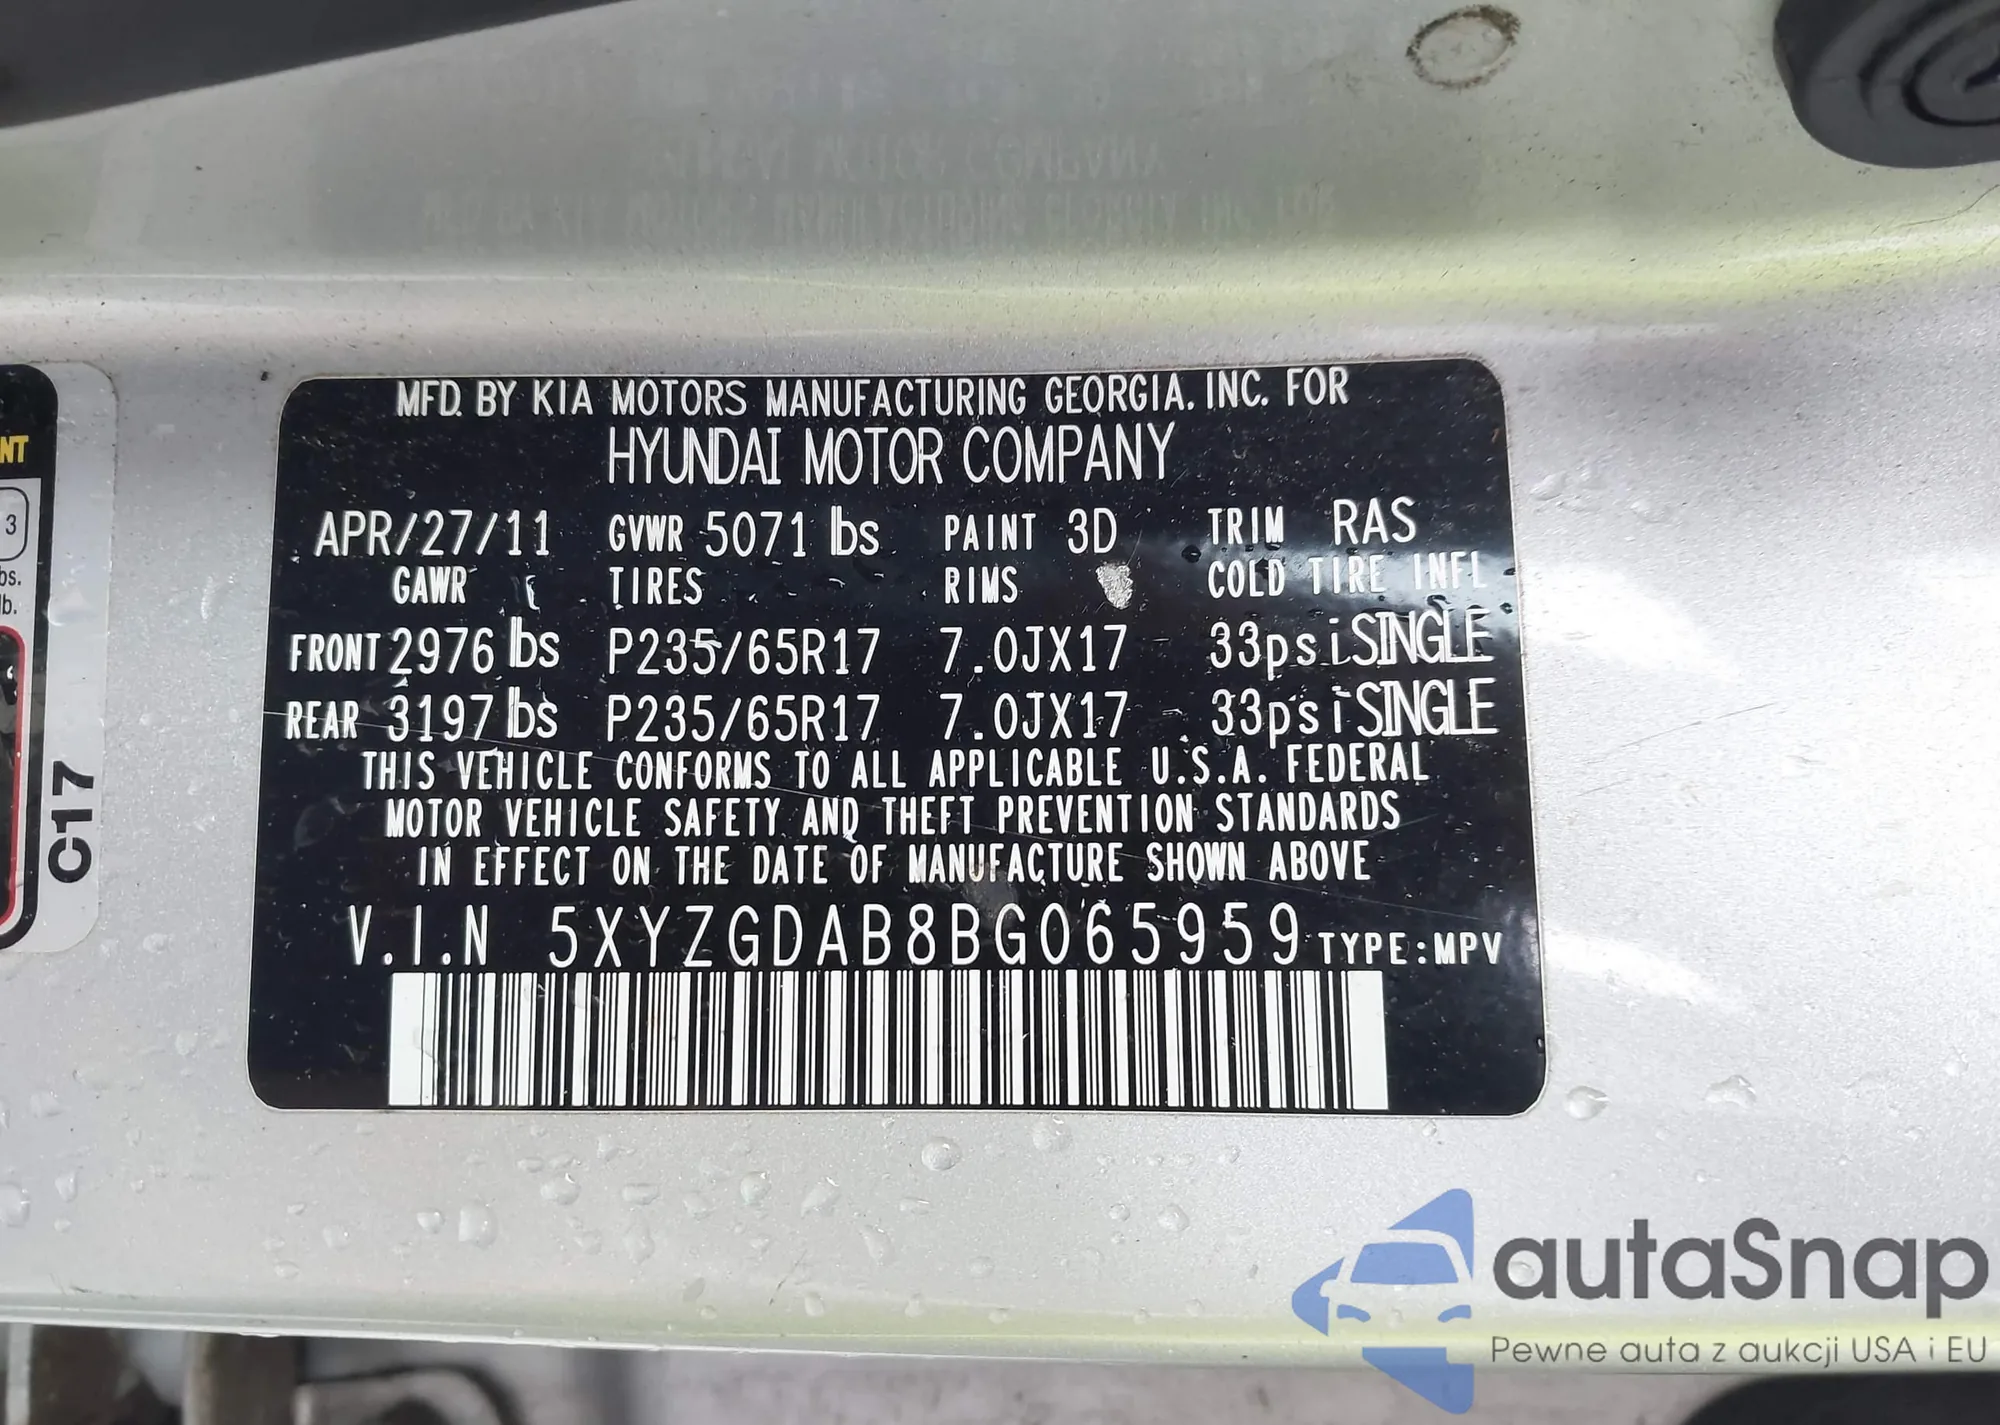 MFD. BY KIA MOTORS MANUFACTURING GEORGIA. INC. FOR
HYUNDAI MOTOR COMPANY
APR/27/11 GVWR 5071 lbs PAINT 3D TRIM RAS
GAWR TIRES RIMS COLD TIRE INFL
FRONT 2976 lbs P235/65R17 7.0JX17 33psi SINGLE
REAR 3197 lbs P235/65R17 7.0JX17 33psi SINGLE
THIS VEHICLE CONFORMS TO ALL APPLICABLE U.S.A. FEDERAL
MOTOR VEHICLE SAFETY AND THEFT PREVENTION STANDARDS
IN EFFECT ON THE DATE OF MANUFACTURE SHOWN ABOVE
V.I.N 5XYZGDAB8BG065959 TYPE:MPV
NT
3
bs.
lb.
C17
autaSnap
Pewne auta z aukcji USA i EU